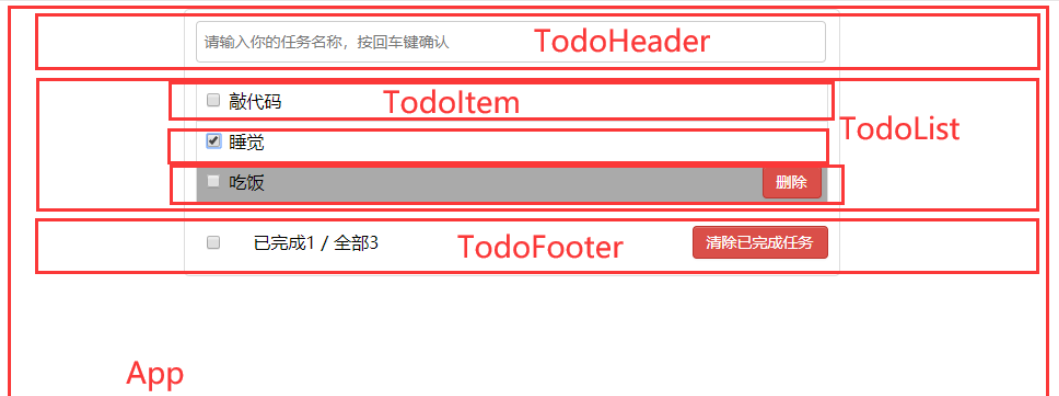 请输入你的任务名称，按回车键确认 TodoHeader
敲代码 TodoItem
TodoList
睡觉
吃饭 删除
已完成1 / 全部3 TodoFooter 清除已完成任务
App